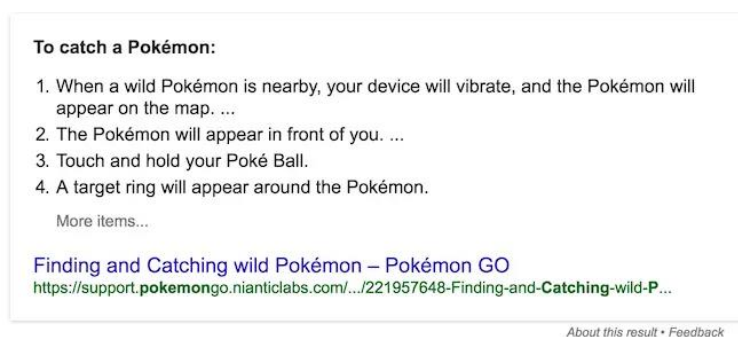 To catch a Pokémon:
1. When a wild Pokémon is nearby, your device will vibrate, and the Pokémon will
appear on the map. ...
2. The Pokémon will appear in front of you. ...
3. Touch and hold your Poké Ball.
4. A target ring will appear around the Pokémon.
More items...
Finding and Catching wild Pokémon – Pokémon GO
https://support.pokemongo.nianticlabs.com/.../221957648-Finding-and-Catching-wild-P...
About this result • Feedback